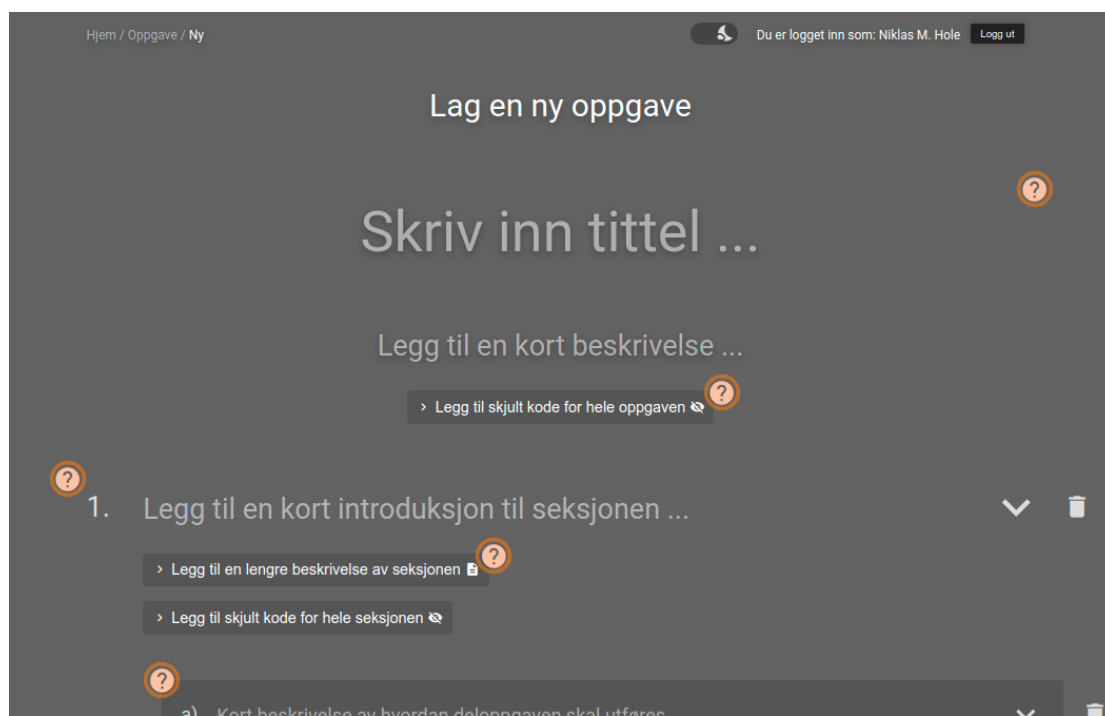 Hjem / Oppgave / Ny
Du er logget inn som: Niklas M. Hole
Logg ut
Lag en ny oppgave
?
Skriv inn tittel ...
Legg til en kort beskrivelse ...
?
> Legg til skjult kode for hele oppgaven
?
1. Legg til en kort introduksjon til seksjonen ...
?
> Legg til en lengre beskrivelse av seksjonen
> Legg til skjult kode for hele seksjonen
?
a) Kort beskrivelse av hvordan deloppgaven skal utføres